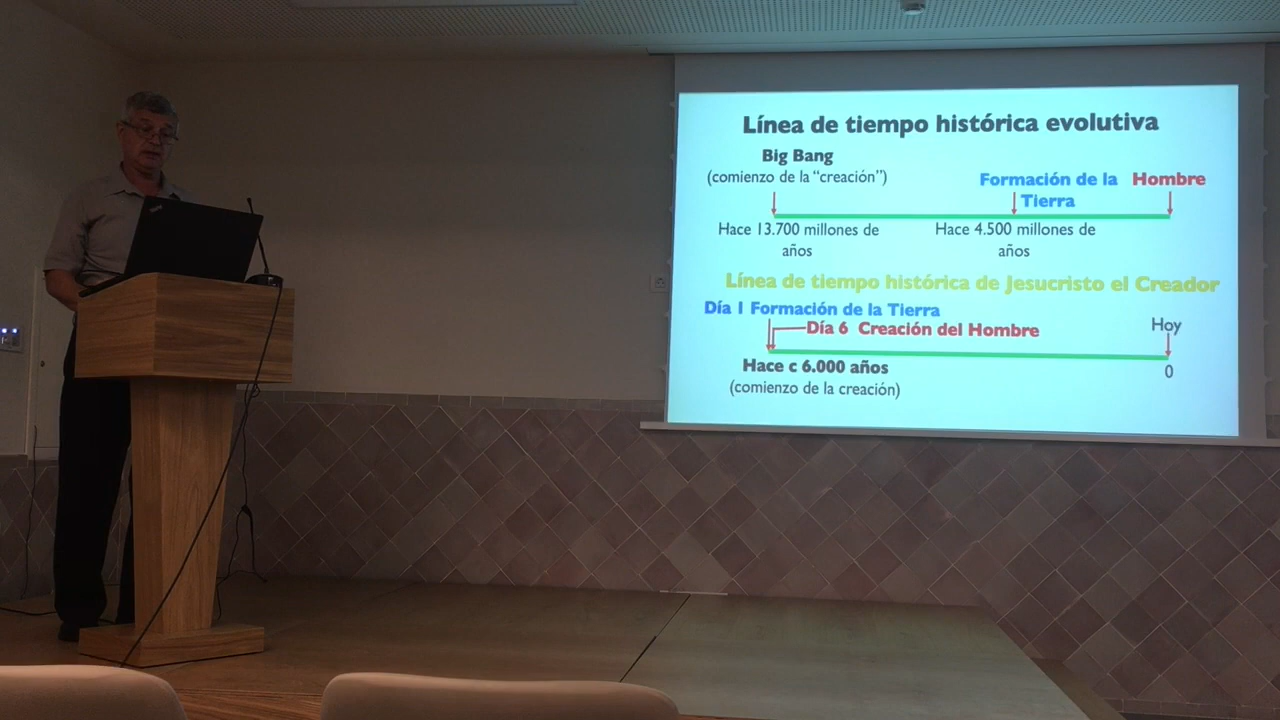 Línea de tiempo histórica evolutiva
Big Bang
(comienzo de la “creación”)
Formación de la Hombre
Tierra
Hace 13.700 millones de
años
Hace 4.500 millones de
años
Línea de tiempo histórica de Jesucristo el Creador
Día 1 Formación de la Tierra
Día 6 Creación del Hombre
Hoy
Hace c 6.000 años
0
(comienzo de la creación)